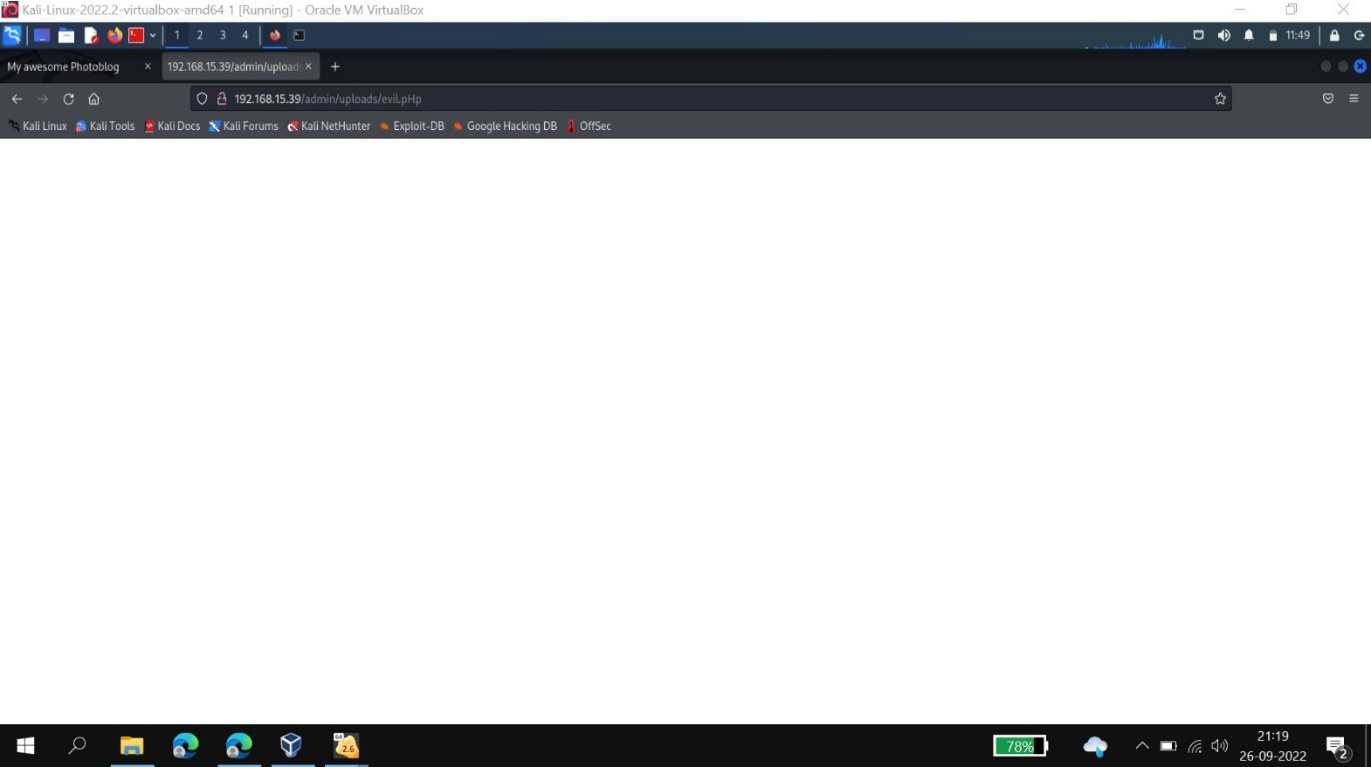 Kali-Linux-2022.2-virtualbox-amd64 1 [Running] - Oracle VM VirtualBox
1 2 3 4 11:49
My awesome Photoblog × 192.168.15.39/admin/upload × +
192.168.15.39/admin/uploads/evil.pHp
Kali Linux Kali Tools Kali Docs Kali Forums Kali NetHunter Exploit-DB Google Hacking DB OffSec
64
2.6
78%
21:19
26-09-2022
2